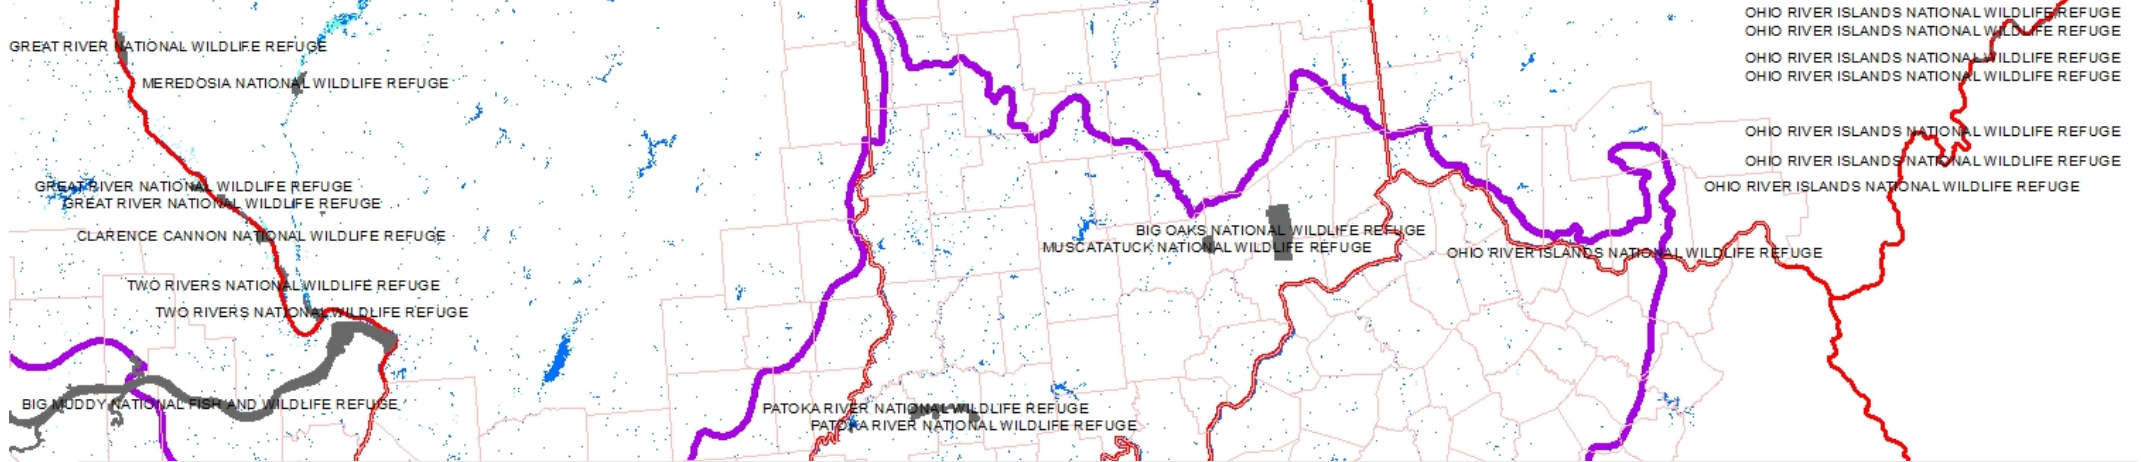 GREAT RIVER NATIONAL WILDLIFE REFUGE
MEREDOSIA NATIONAL WILDLIFE REFUGE
GREAT RIVER NATIONAL WILDLIFE REFUGE
GREAT RIVER NATIONAL WILDLIFE REFUGE
CLARENCE CANNON NATIONAL WILDLIFE REFUGE
TWO RIVERS NATIONAL WILDLIFE REFUGE
TWO RIVERS NATIONAL WILDLIFE REFUGE
BIG MUDDY NATIONAL FISH AND WILDLIFE REFUGE
PATOKA RIVER NATIONAL WILDLIFE REFUGE
PATOKA RIVER NATIONAL WILDLIFE REFUGE
BIG OAKS NATIONAL WILDLIFE REFUGE
MUSCATATUCK NATIONAL WILDLIFE REFUGE
OHIO RIVER ISLANDS NATIONAL WILDLIFE REFUGE
OHIO RIVER ISLANDS NATIONAL WILDLIFE REFUGE
OHIO RIVER ISLANDS NATIONAL WILDLIFE REFUGE
OHIO RIVER ISLANDS NATIONAL WILDLIFE REFUGE
OHIO RIVER ISLANDS NATIONAL WILDLIFE REFUGE
OHIO RIVER ISLANDS NATIONAL WILDLIFE REFUGE
OHIO RIVER ISLANDS NATIONAL WILDLIFE REFUGE
OHIO RIVER ISLANDS NATIONAL WILDLIFE REFUGE